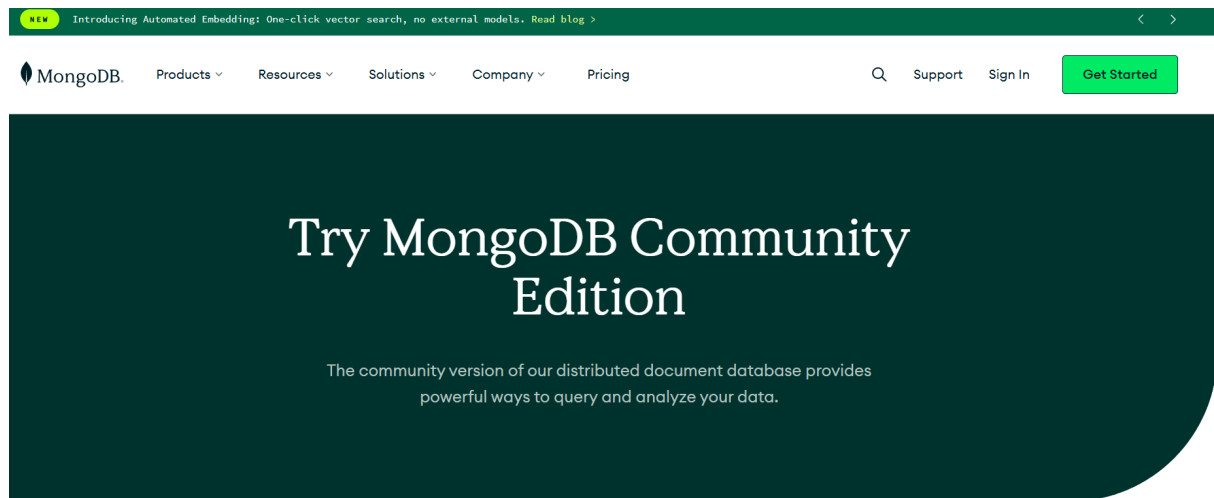 NEW Introducing Automated Embedding: One-click vector search, no external models. Read blog >
MongoDB. Products Resources Solutions Company Pricing Support Sign In Get Started
Try MongoDB Community
Edition
The community version of our distributed document database provides
powerful ways to query and analyze your data.